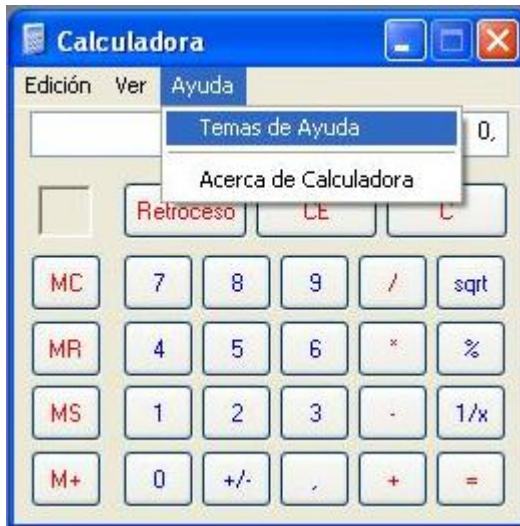 Calculadora
Edición Ver Ayuda
Temas de Ayuda
0,
Acerca de Calculadora
Retroceso CE C
MC 7 8 9 / sqrt
MR 4 5 6 * %
MS 1 2 3 - 1/x
M+ 0 +/- , + =